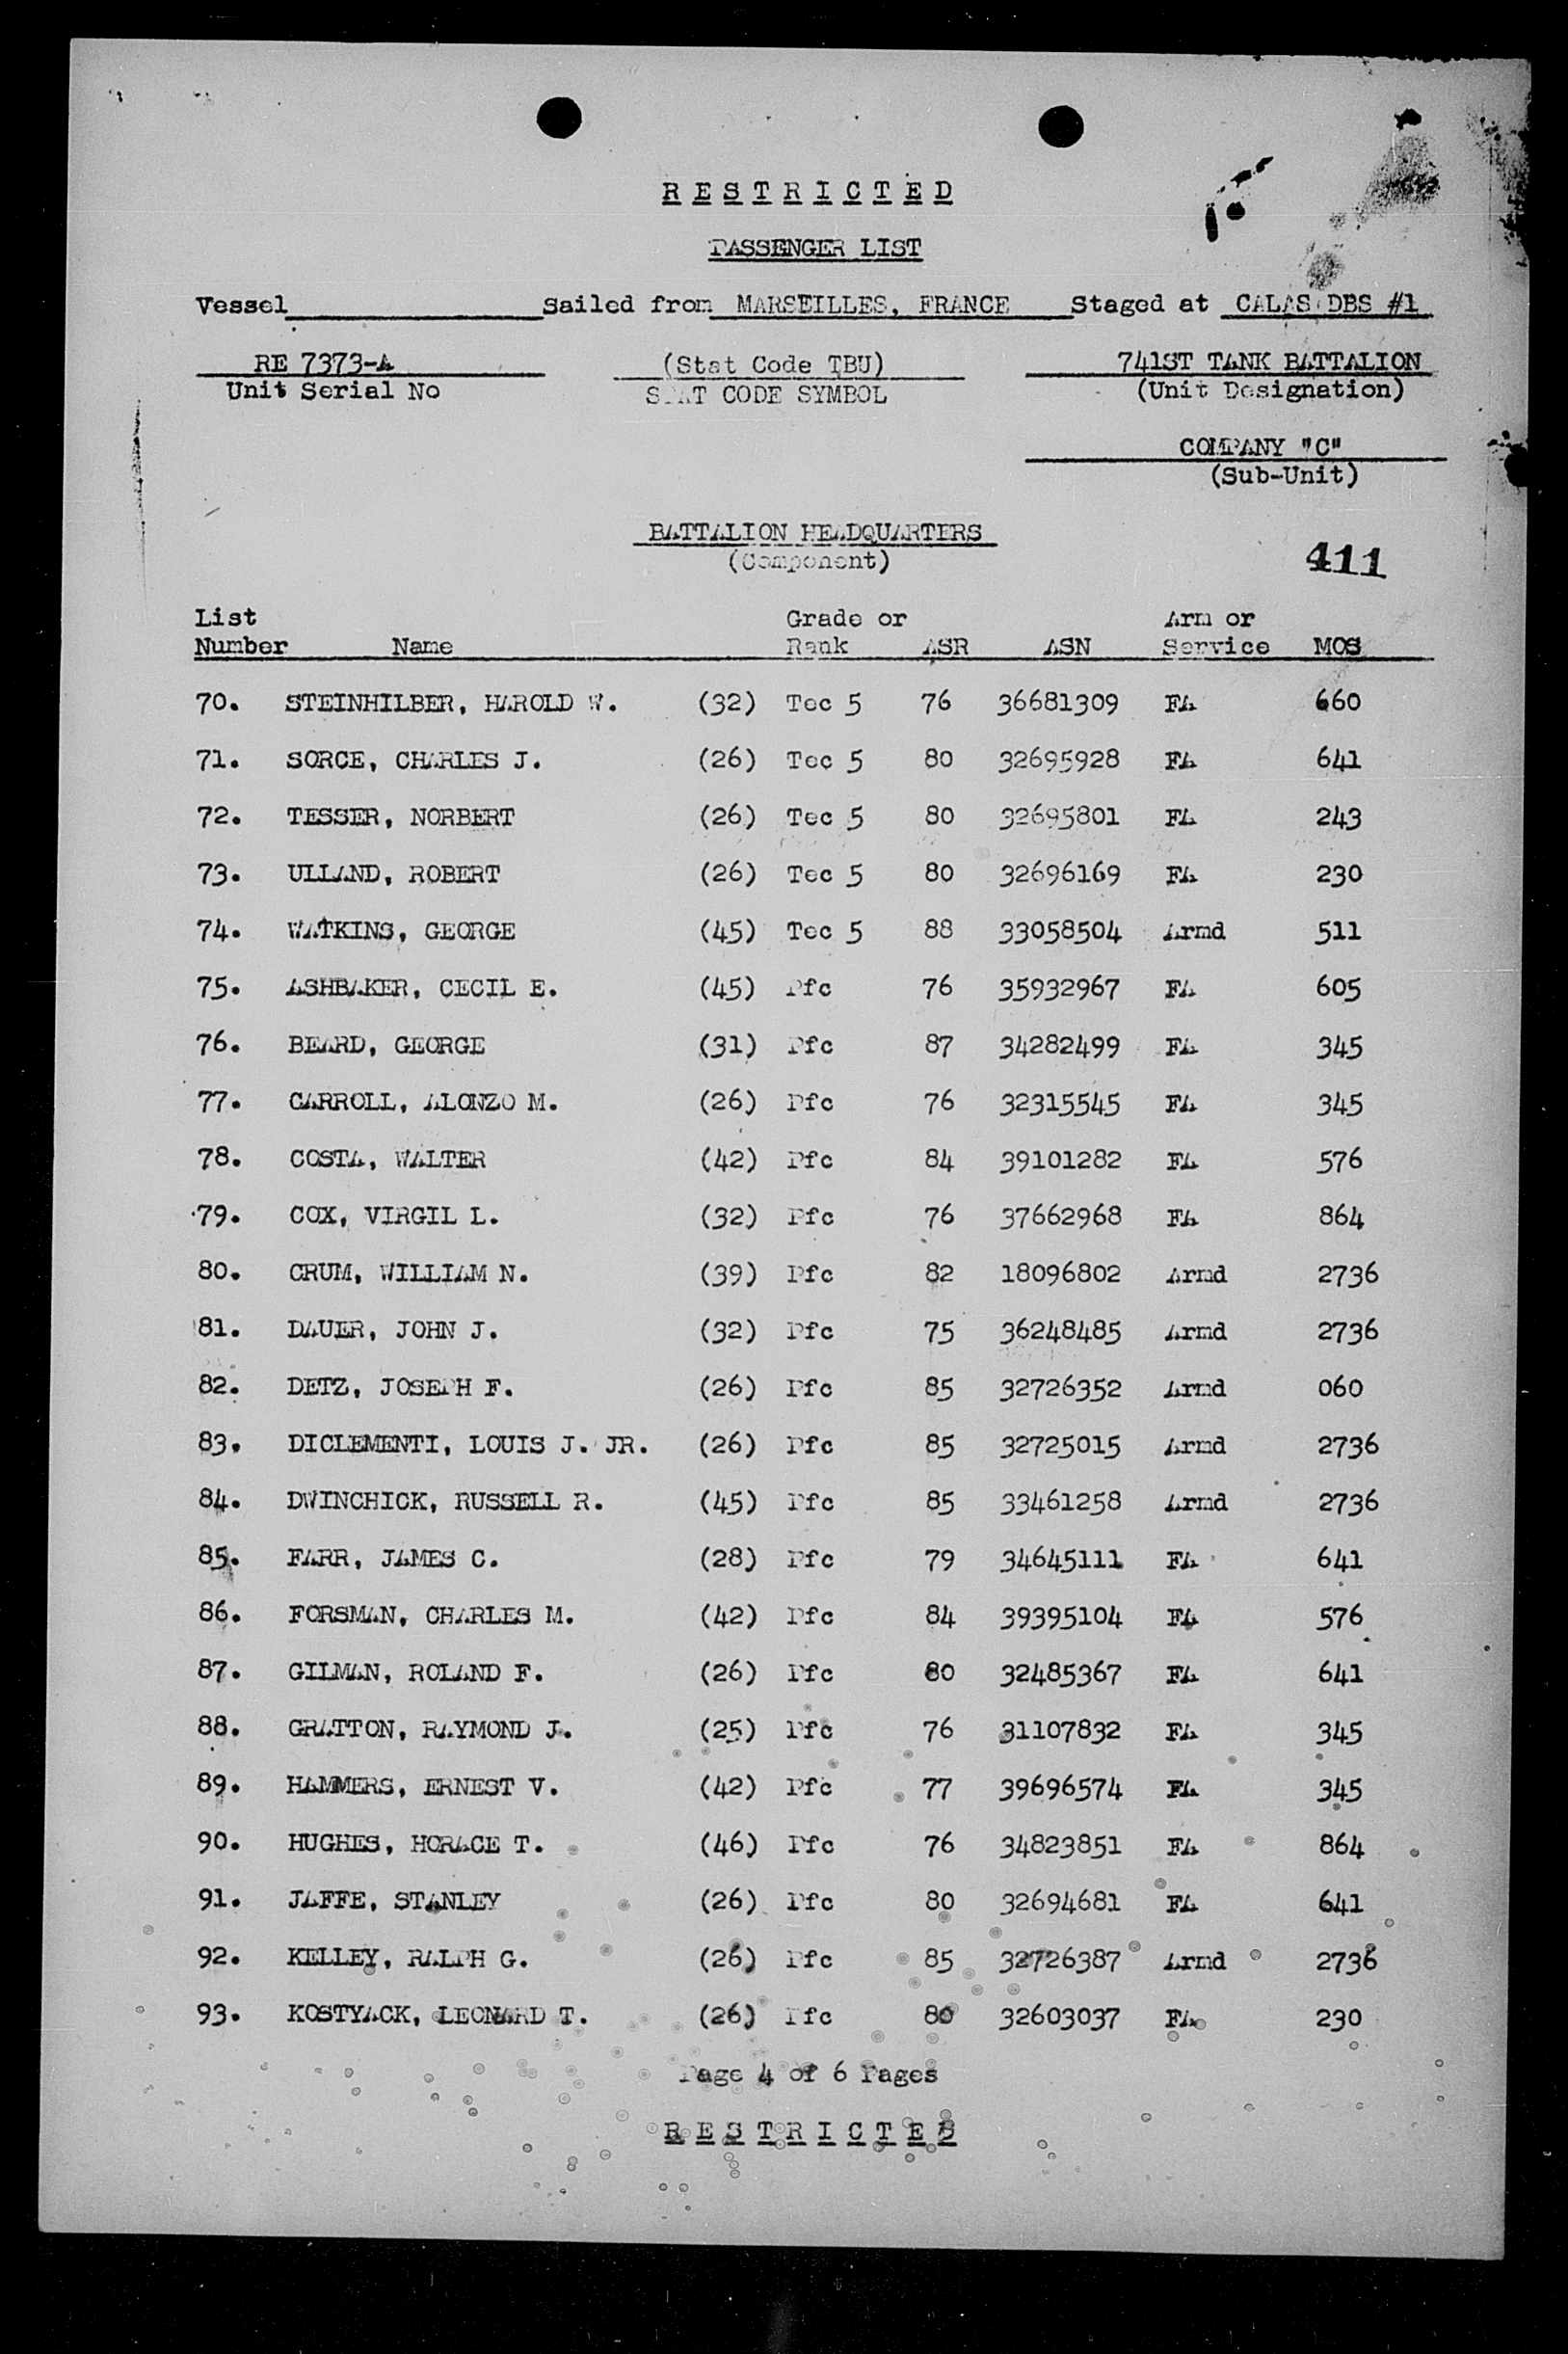 RESTRICTED
PASSENGER LIST
Vessel Sailed from MARSEILLES, FRANCE Staged at CALAS DBS #1
RE 7373-A (Stat Code TBU) 741ST TANK BATTALION
Unit Serial No STAT CODE SYMBOL (Unit Designation)
COMPANY "C"
(Sub-Unit)
BATTALION HEADQUARTERS
(Component) 411
List Grade or Arm or
Number Name Rank ASR ASN Service MOS
70. STEINHILBER, HAROLD W. (32) Tec 5 76 36681309 FA 660
71. SORCE, CHARLES J. (26) Tec 5 80 32695928 FA 641
72. TESSER, NORBERT (26) Tec 5 80 32695801 FA 243
73. ULLAND, ROBERT (26) Tec 5 80 32696169 FA 230
74. WATKINS, GEORGE (45) Tec 5 88 33058504 Armd 511
75. ASHBAKER, CECIL E. (45) Pfc 76 35932967 FA 605
76. BEARD, GEORGE (31) Pfc 87 34282499 FA 345
77. CARROLL, ALONZO M. (26) Pfc 76 32315545 FA 345
78. COSTA, WALTER (42) Pfc 84 39101282 FA 576
79. COX, VIRGIL L. (32) Pfc 76 37662968 FA 864
80. CRUM, WILLIAM N. (39) Pfc 82 18096802 Armd 2736
81. DAUER, JOHN J. (32) Pfc 75 36248485 Armd 2736
82. DETZ, JOSEPH F. (26) Pfc 85 32726352 Armd 060
83. DICLEMENTI, LOUIS J. JR. (26) Pfc 85 32725015 Armd 2736
84. DWINCHICK, RUSSELL R. (45) Pfc 85 33461258 Armd 2736
85. FARR, JAMES C. (28) Pfc 79 34645111 FA 641
86. FORSMAN, CHARLES M. (42) Pfc 84 39395104 FA 576
87. GILMAN, ROLAND F. (26) Pfc 80 32485367 FA 641
88. GRATTON, RAYMOND J. (25) Pfc 76 31107832 FA 345
89. HAMMERS, ERNEST V. (42) Pfc 77 39696574 FA 345
90. HUGHES, HORACE T. (46) Pfc 76 34823851 FA 864
91. JAFFE, STANLEY (26) Pfc 80 32694681 FA 641
92. KELLEY, RALPH G. (26) Pfc 85 32726387 Armd 2736
93. KOSTYACK, LEONARD T. (26) Pfc 80 32603037 FA 230
Page 4 of 6 Pages
RESTRICTED